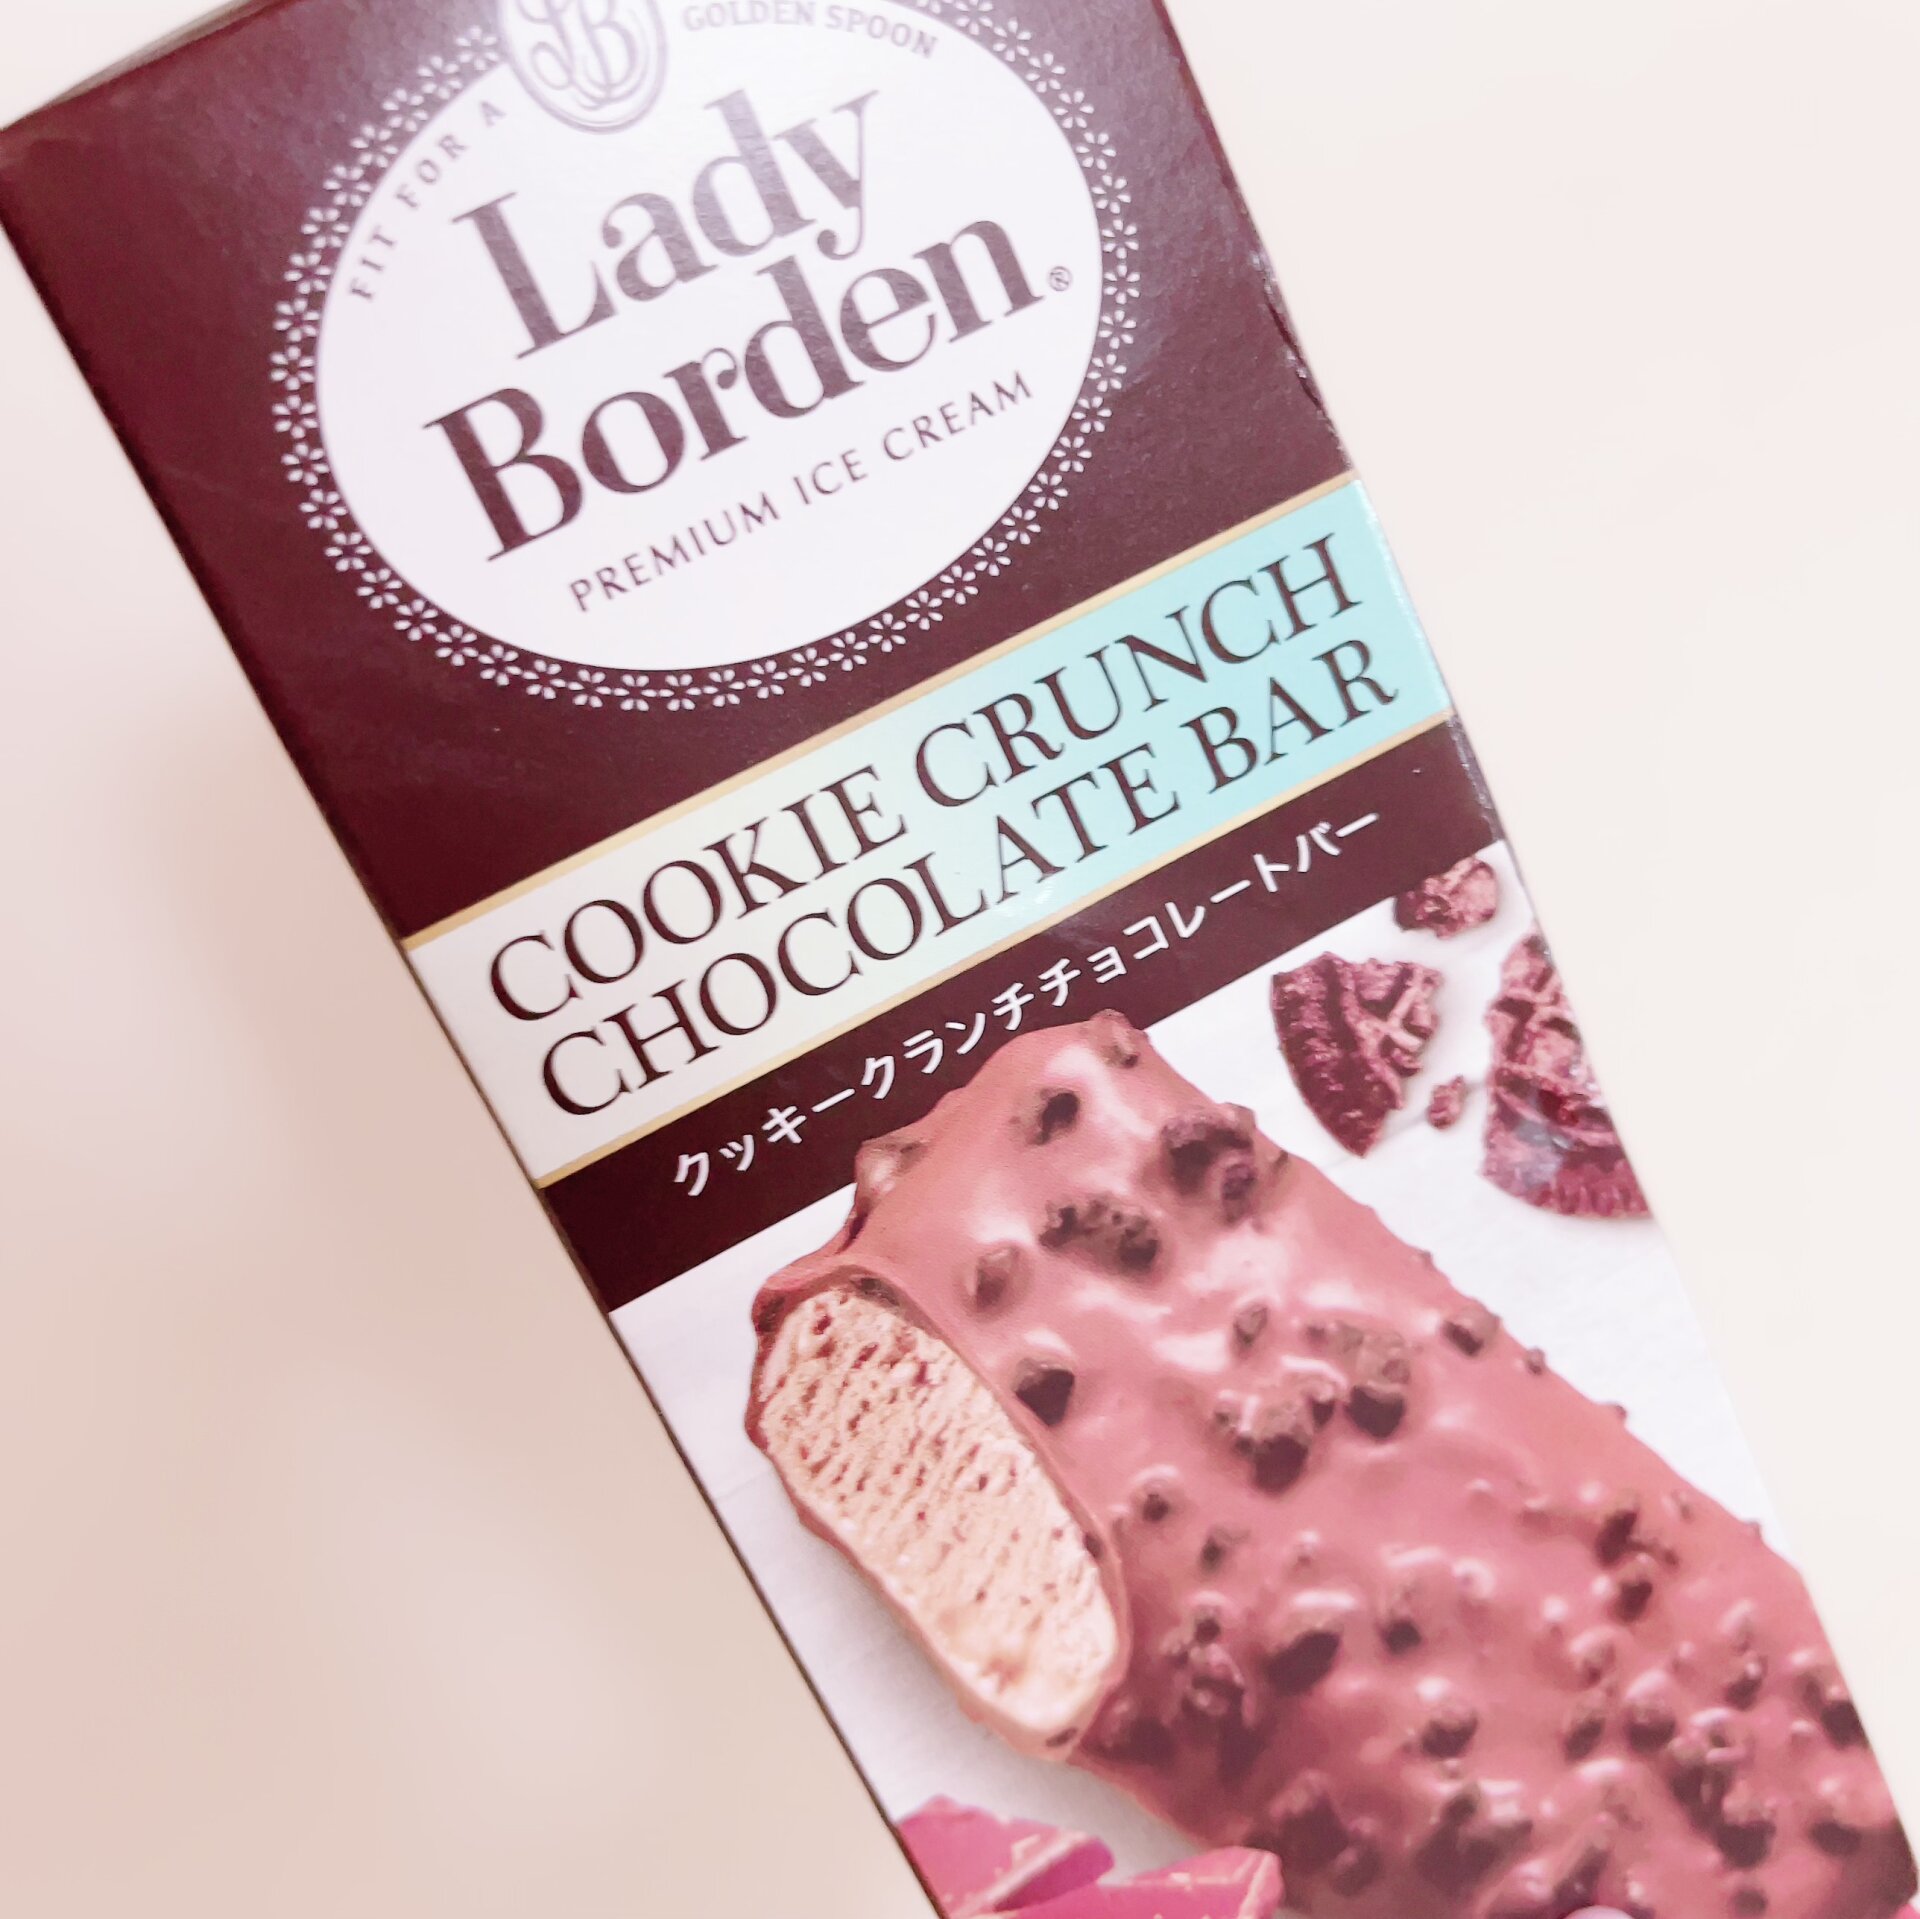 FIT FOR A GOLDEN SPOON
LB
Lady
Borden®
PREMIUM ICE CREAM
COOKIE CRUNCH
CHOCOLATE BAR
クッキークランチチョコレートバー